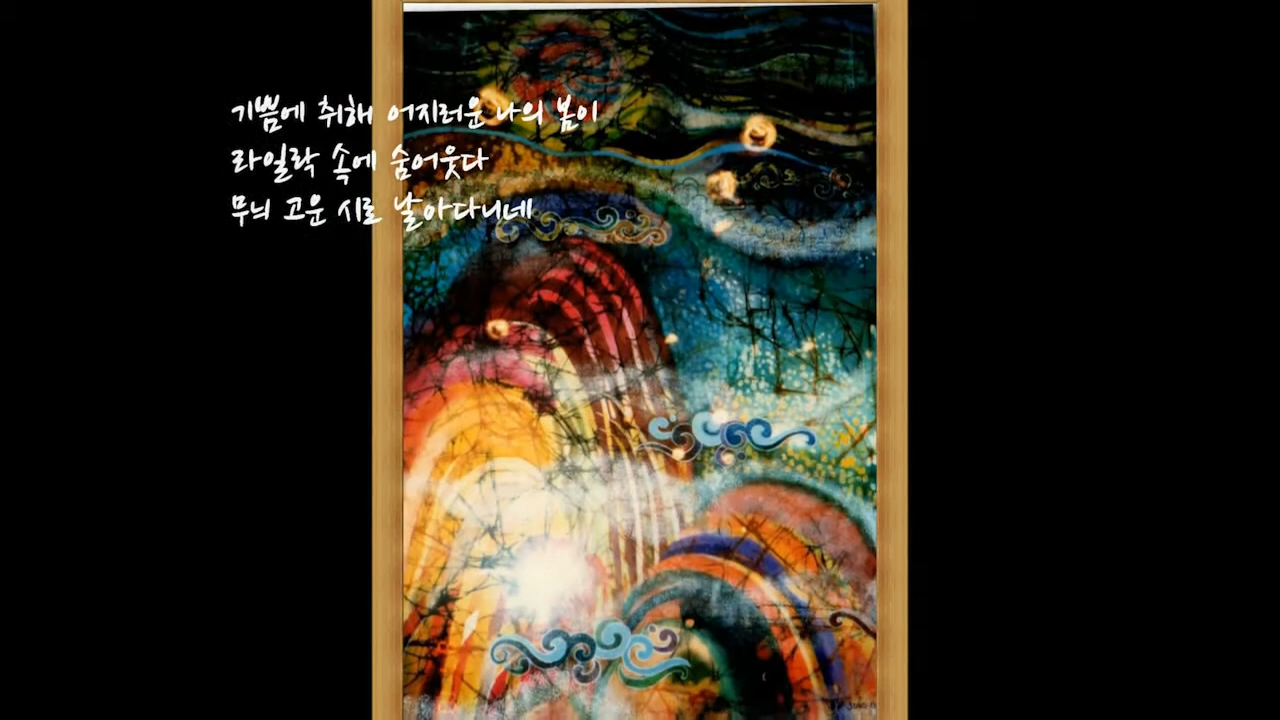 기쁨에 취해 어지러운 나의 봄이
라일락 속에 숨어웃다
무늬 고운 시로 날아다니네